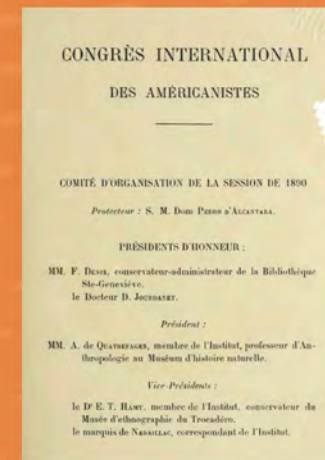 CONGRÈS INTERNATIONAL
DES AMÉRICANISTES
COMITÉ D'ORGANISATION DE LA SESSION DE 1890
Protecteur : S. M. Dom Pedro d'Alcantara.
PRÉSIDENTS D'HONNEUR :
MM. F. Denis, conservateur-administrateur de la Bibliothèque
Ste-Geneviève.
le Docteur D. Jourdanet.
Président :
MM. A. de Quatrefages, membre de l'Institut, professeur d'An-
thropologie au Muséum d'histoire naturelle.
Vice-Présidents :
le Dr E. T. Hamy, membre de l'Institut, conservateur du
Musée d'ethnographie du Trocadéro.
le marquis de Nadaillac, correspondant de l'Institut.